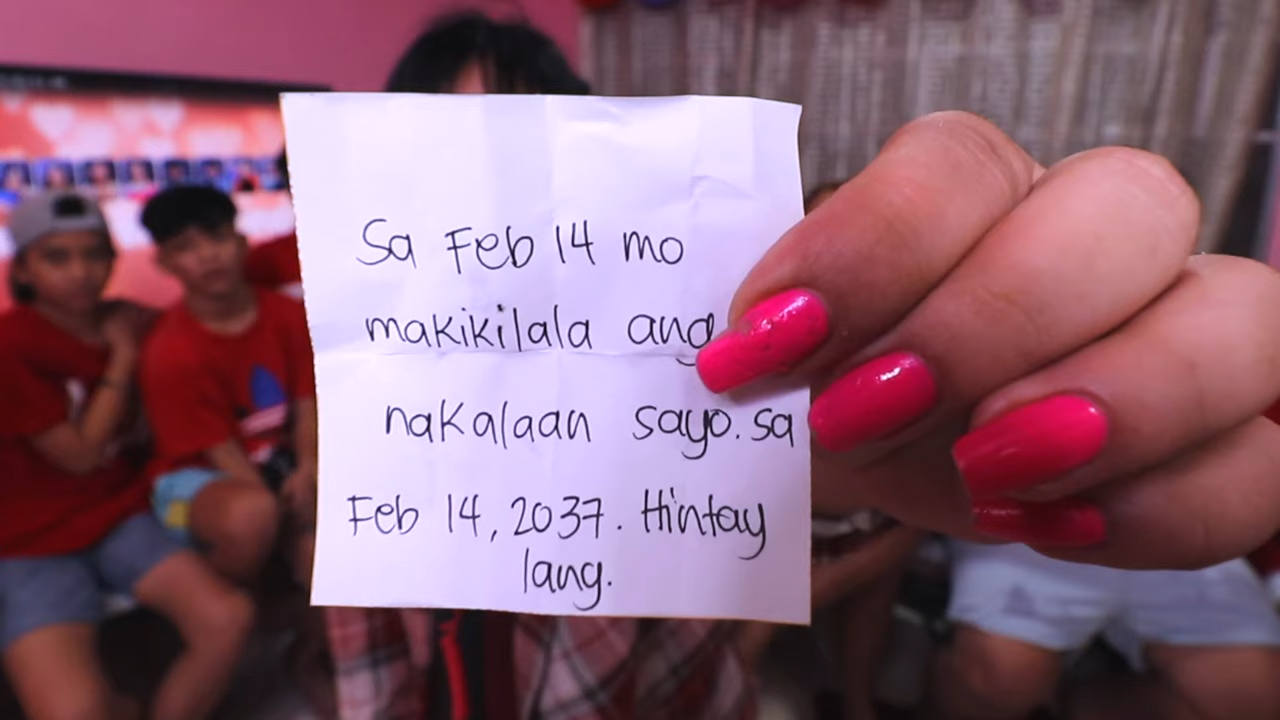 Sa Feb 14 mo
makikilala ang
nakalaan sayo. sa
Feb 14, 2037. Hintay
lang.